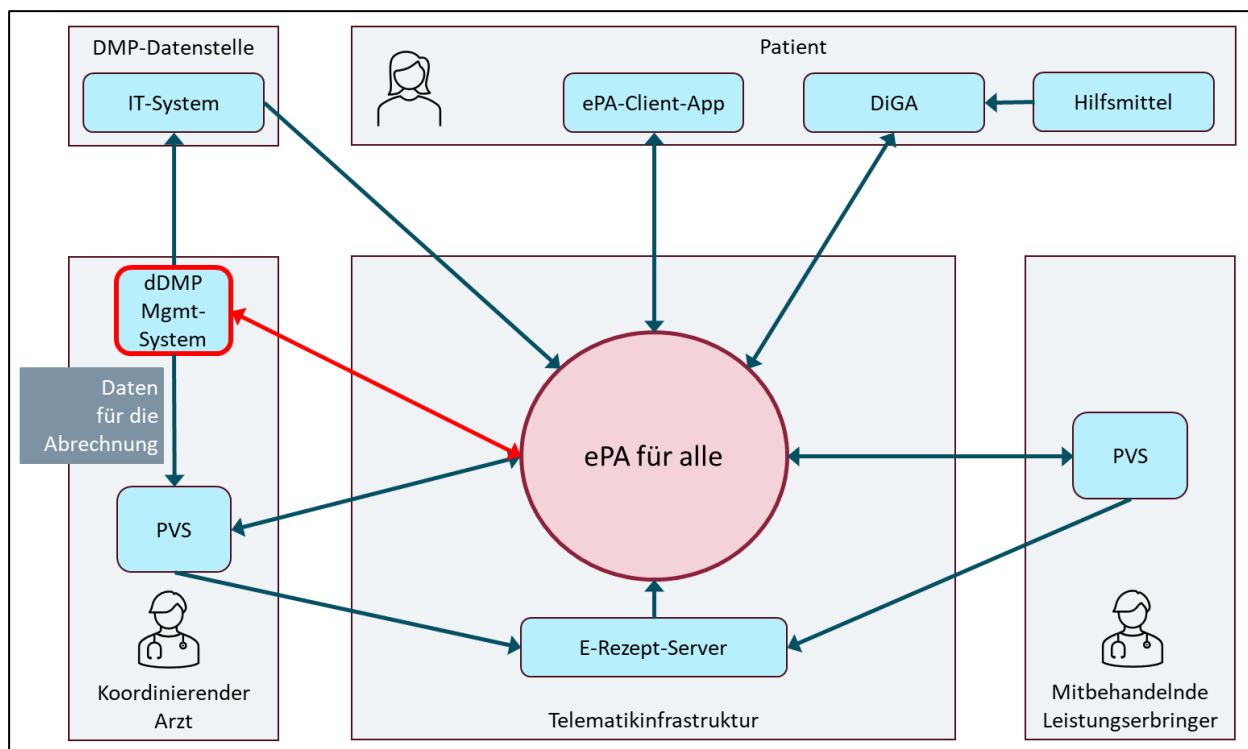 DMP-Datenstelle
IT-System
Patient
ePA-Client-App
DiGA
Hilfsmittel
dDMP
Mgmt-
System
Daten
für die
Abrechnung
PVS
Koordinierender
Arzt
ePA für alle
E-Rezept-Server
Telematikinfrastruktur
PVS
Mitbehandelnde
Leistungserbringer